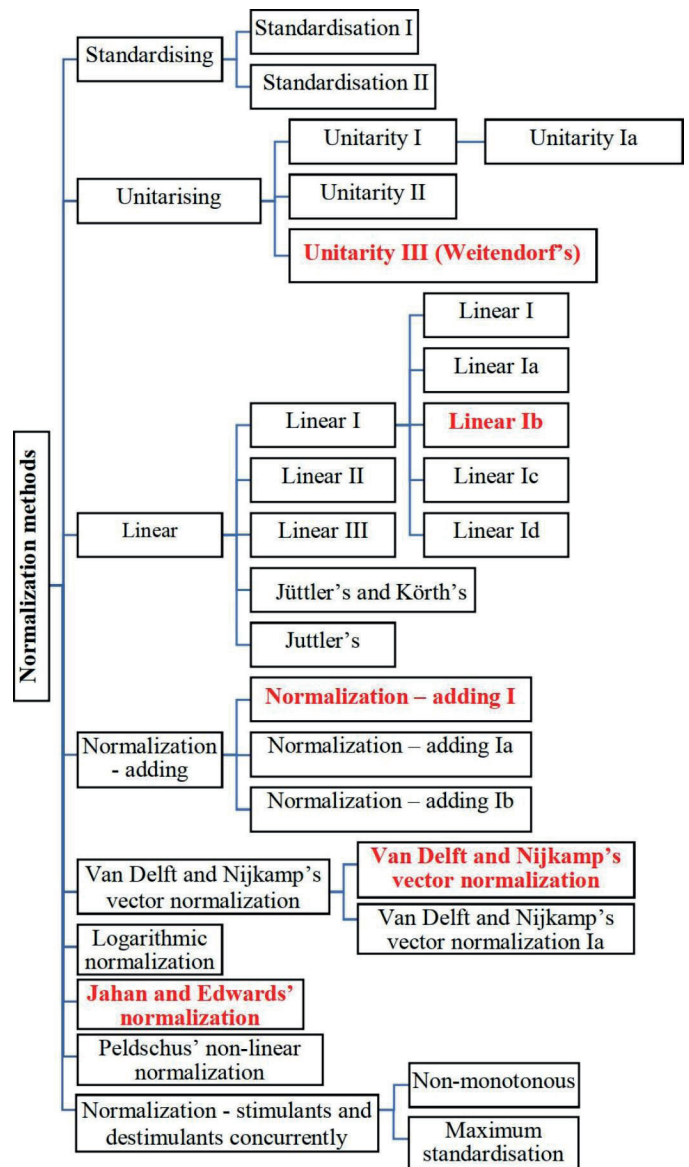 Normalization methods
Standardising
Standardisation I
Standardisation II
Unitarising
Unitarity I
Unitarity Ia
Unitarity II
Unitarity III (Weitendorf's)
Linear
Linear I
Linear I
Linear Ia
Linear Ib
Linear Ic
Linear Id
Linear II
Linear III
Jüttler's and Körth's
Juttler's
Normalization
- adding
Normalization – adding I
Normalization – adding Ia
Normalization – adding Ib
Van Delft and Nijkamp's
vector normalization
Van Delft and Nijkamp's
vector normalization
Van Delft and Nijkamp's
vector normalization Ia
Logarithmic
normalization
Jahan and Edwards'
normalization
Peldschus' non-linear
normalization
Normalization - stimulants and
destimulants concurrently
Non-monotonous
Maximum
standardisation